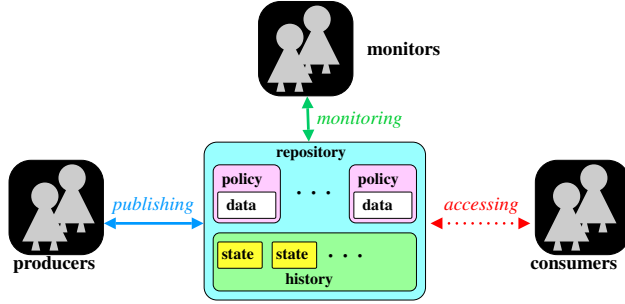 monitors
monitoring
repository
policy
data
. . .
policy
data
publishing
accessing
producers
consumers
state
state
. . .
history